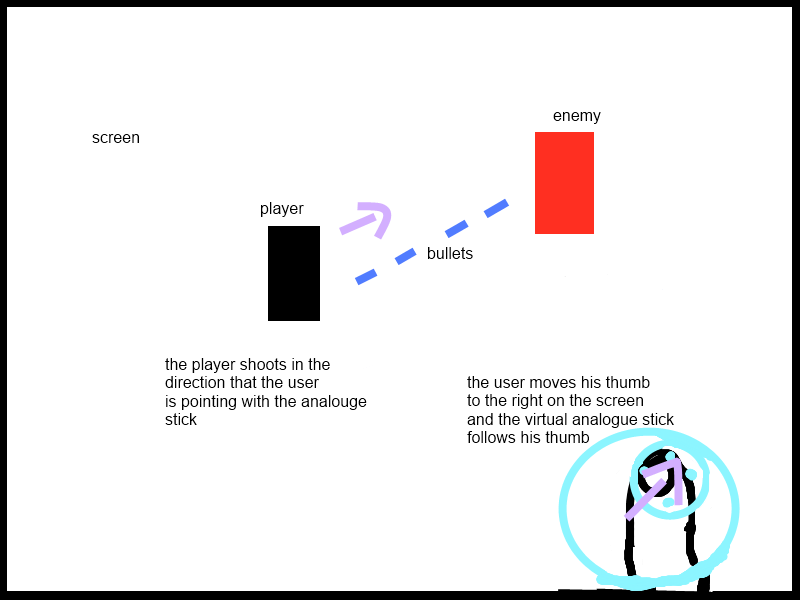 enemy
screen
player
bullets
the player shoots in the
direction that the user
is pointing with the analouge
stick
the user moves his thumb
to the right on the screen
and the virtual analogue stick
follows his thumb